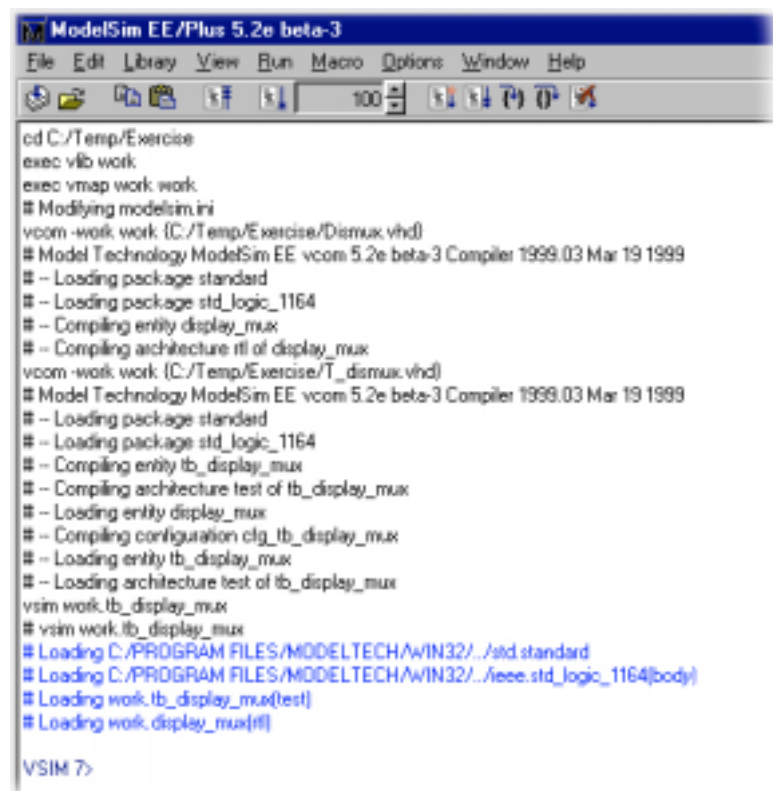 ModelSim EE/Plus 5.2e beta-3
File Edit Library View Run Macro Options Window Help
100
cd C:/Temp/Exercise
exec vlib work
exec vmap work work
# Modifying modelsim.ini
vcom -work work {C:/Temp/Exercise/Dismux.vhd}
# Model Technology ModelSim EE vcom 5.2e beta-3 Compiler 1999.03 Mar 19 1999
# -- Loading package standard
# -- Loading package std_logic_1164
# -- Compiling entity display_mux
# -- Compiling architecture rtl of display_mux
vcom -work work {C:/Temp/Exercise/T_dismux.vhd}
# Model Technology ModelSim EE vcom 5.2e beta-3 Compiler 1999.03 Mar 19 1999
# -- Loading package standard
# -- Loading package std_logic_1164
# -- Compiling entity tb_display_mux
# -- Compiling architecture test of tb_display_mux
# -- Loading entity display_mux
# -- Compiling configuration cfg_tb_display_mux
# -- Loading entity tb_display_mux
# -- Loading architecture test of tb_display_mux
vsim work.tb_display_mux
# vsim work.tb_display_mux
# Loading C:/PROGRAM FILES/MODELTECH/WIN32/../std.standard
# Loading C:/PROGRAM FILES/MODELTECH/WIN32/../ieee.std_logic_1164(body)
# Loading work.tb_display_mux(test)
# Loading work.display_mux(rtl)
VSIM 7>